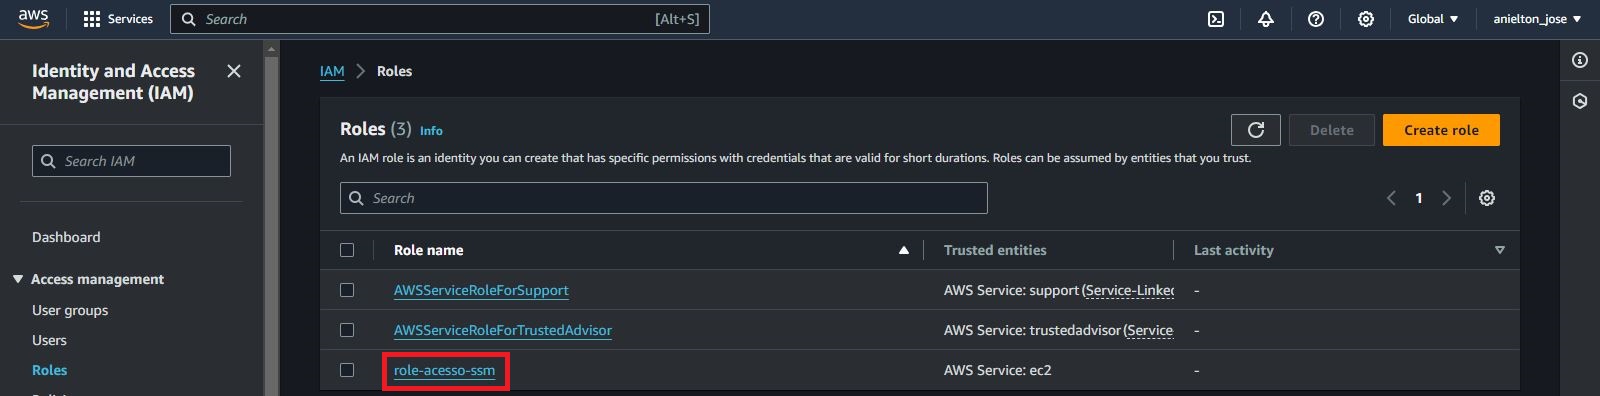 aws
Services
Search
[Alt+S]
Global
anielton_jose
Identity and Access
Management (IAM)
Search IAM
Dashboard
Access management
User groups
Users
Roles
IAM
Roles
Roles (3) Info
Delete
Create role
An IAM role is an identity you can create that has specific permissions with credentials that are valid for short durations. Roles can be assumed by entities that you trust.
Search
1
Role name
Trusted entities
Last activity
AWSServiceRoleForSupport
AWS Service: support (Service-Linked
-
AWSServiceRoleForTrustedAdvisor
AWS Service: trustedadvisor (Service
-
role-acesso-ssm
AWS Service: ec2
-